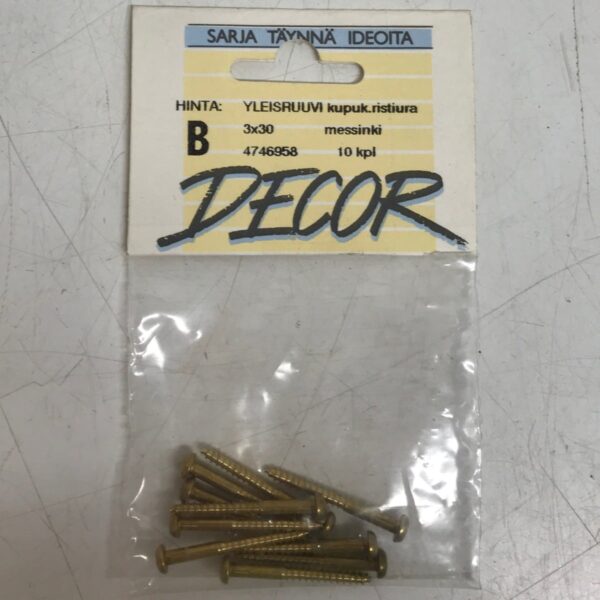 SARJA TÄYNNÄ IDEOITA
HINTA: YLEISRUUVI kupuk.ristiura
B 3x30 messinki
4746958 10 kpl
DECOR